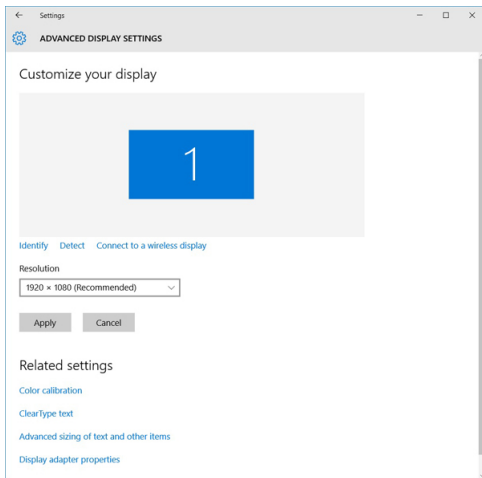 Settings
ADVANCED DISPLAY SETTINGS
Customize your display
1
Identify Detect Connect to a wireless display
Resolution
1920 × 1080 (Recommended)
Apply Cancel
Related settings
Color calibration
ClearType text
Advanced sizing of text and other items
Display adapter properties